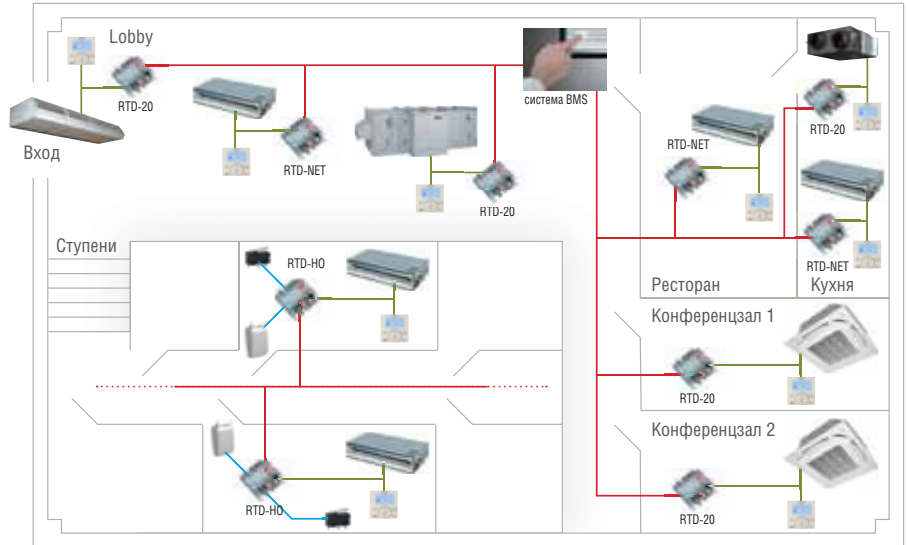 Lobby
RTD-20
Вход
RTD-NET
RTD-20
система BMS
RTD-20
RTD-NET
RTD-NET
Ресторан
Кухня
Ступени
RTD-HO
RTD-HO
Конференцзал 1
RTD-20
Конференцзал 2
RTD-20